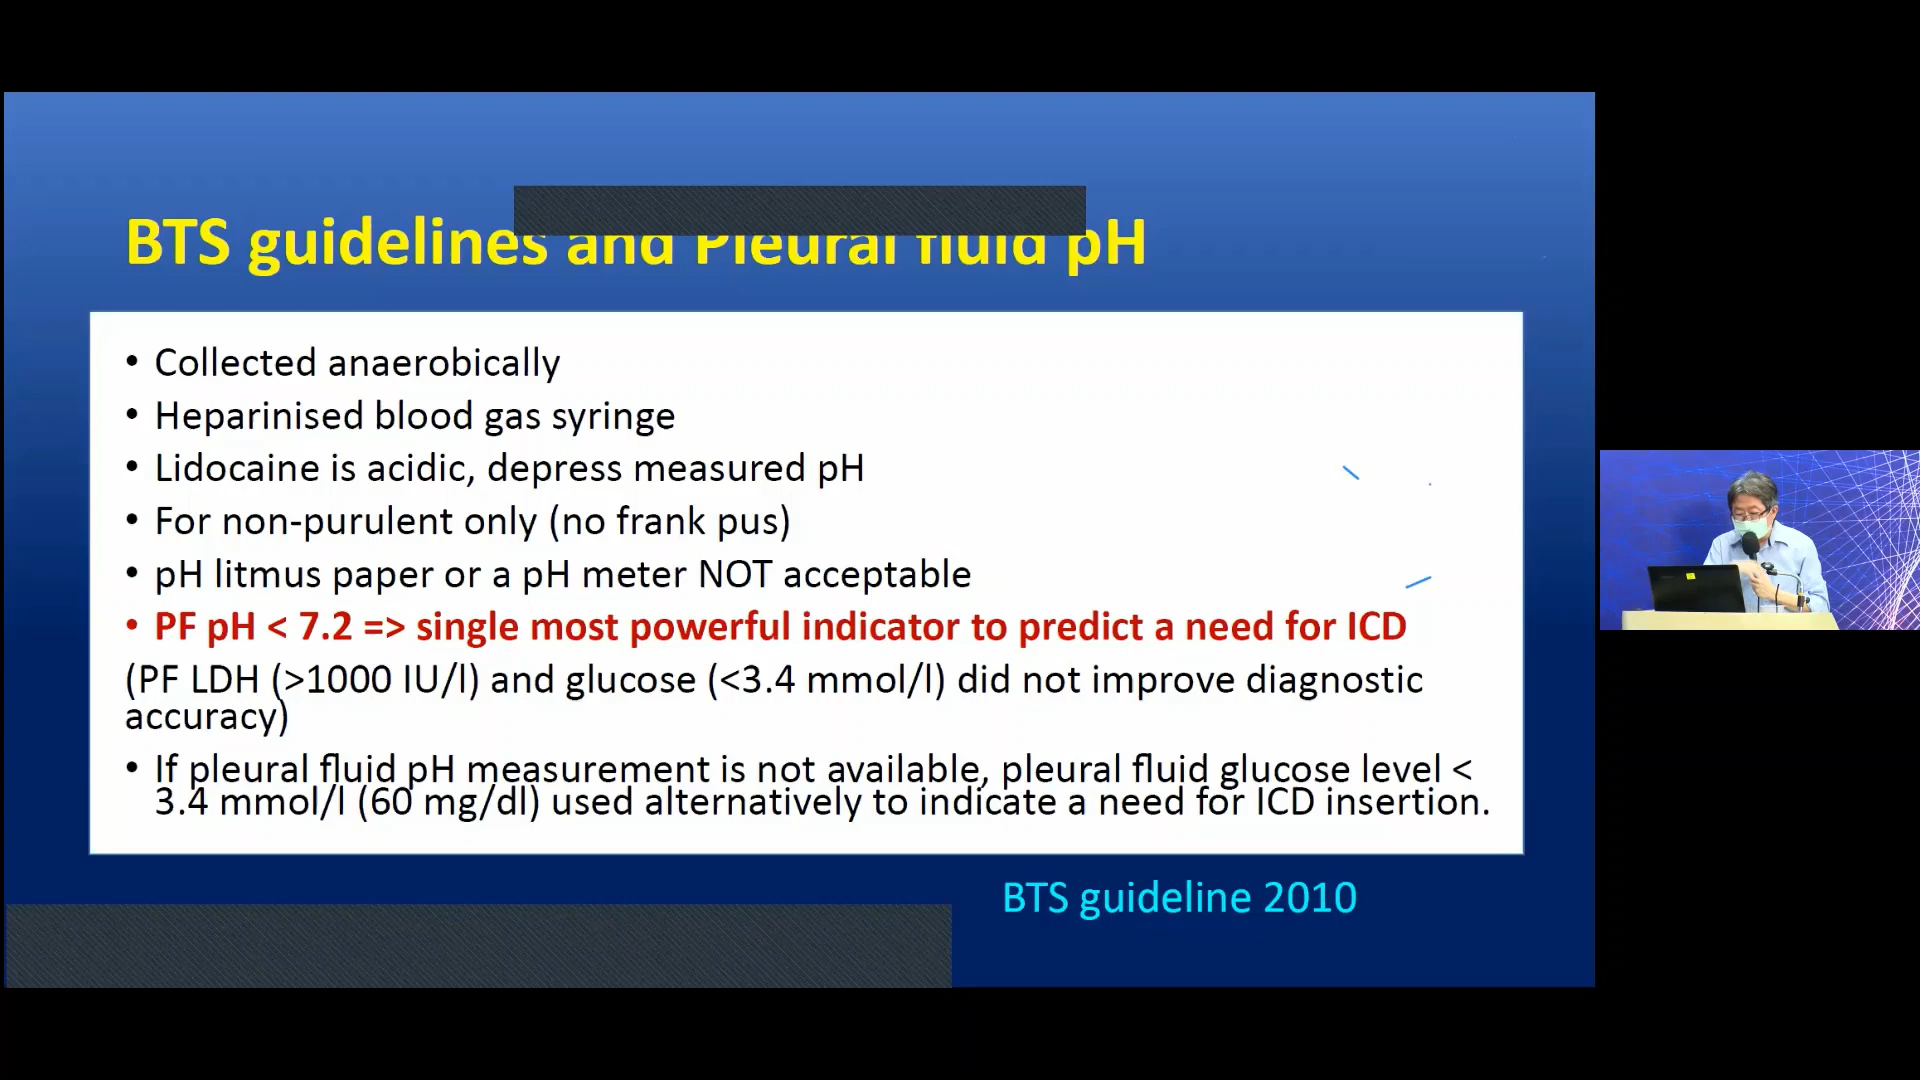 BTS guidelines and Pleural fluid pH
• Collected anaerobically
• Heparinised blood gas syringe
• Lidocaine is acidic, depress measured pH
• For non-purulent only (no frank pus)
• pH litmus paper or a pH meter NOT acceptable
• PF pH < 7.2 => single most powerful indicator to predict a need for ICD
(PF LDH (>1000 IU/l) and glucose (<3.4 mmol/l) did not improve diagnostic
accuracy)
• If pleural fluid pH measurement is not available, pleural fluid glucose level <
3.4 mmol/l (60 mg/dl) used alternatively to indicate a need for ICD insertion.
BTS guideline 2010